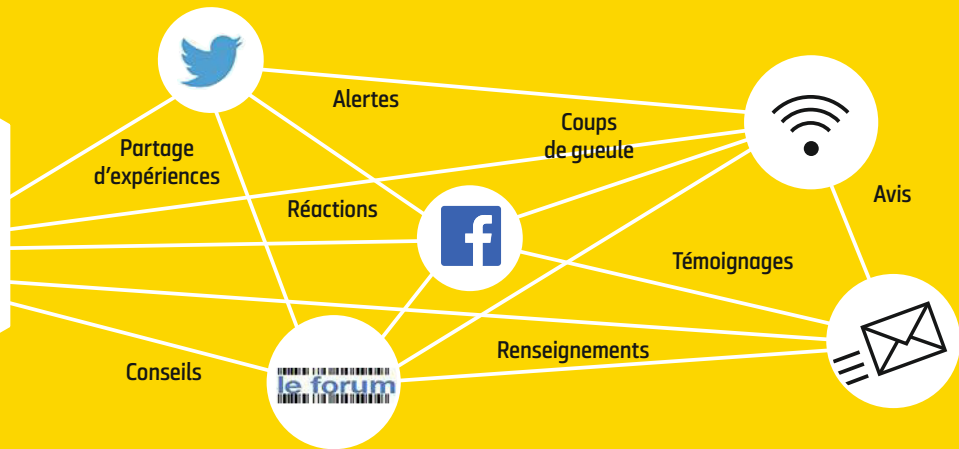 Alertes
Coups
de gueule
Partage
d'expériences
Avis
Réactions
Témoignages
Renseignements
Conseils
le forum